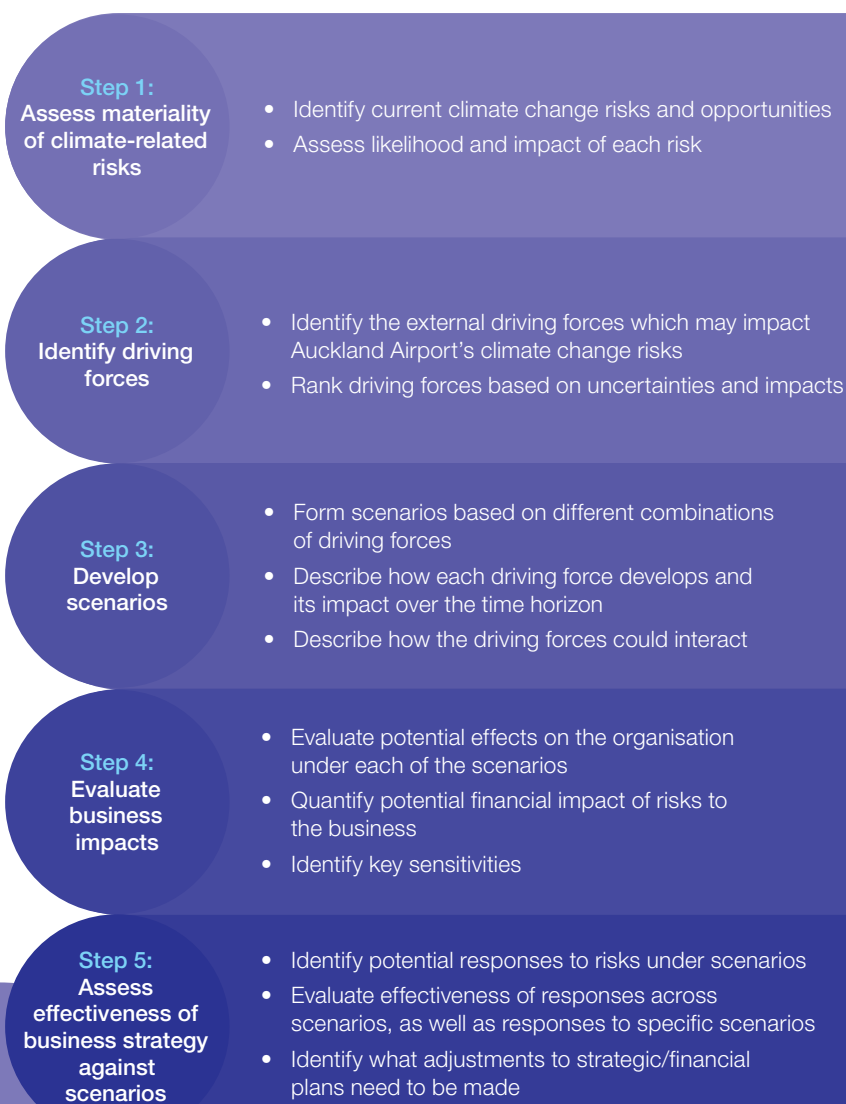 Step 1:
Assess materiality
of climate-related
risks
• Identify current climate change risks and opportunities
• Assess likelihood and impact of each risk
Step 2:
Identify driving
forces
• Identify the external driving forces which may impact
Auckland Airport's climate change risks
• Rank driving forces based on uncertainties and impacts
Step 3:
Develop
scenarios
• Form scenarios based on different combinations
of driving forces
• Describe how each driving force develops and
its impact over the time horizon
• Describe how the driving forces could interact
Step 4:
Evaluate
business
impacts
• Evaluate potential effects on the organisation
under each of the scenarios
• Quantify potential financial impact of risks to
the business
• Identify key sensitivities
Step 5:
Assess
effectiveness of
business strategy
against
scenarios
• Identify potential responses to risks under scenarios
• Evaluate effectiveness of responses across
scenarios, as well as responses to specific scenarios
• Identify what adjustments to strategic/financial
plans need to be made